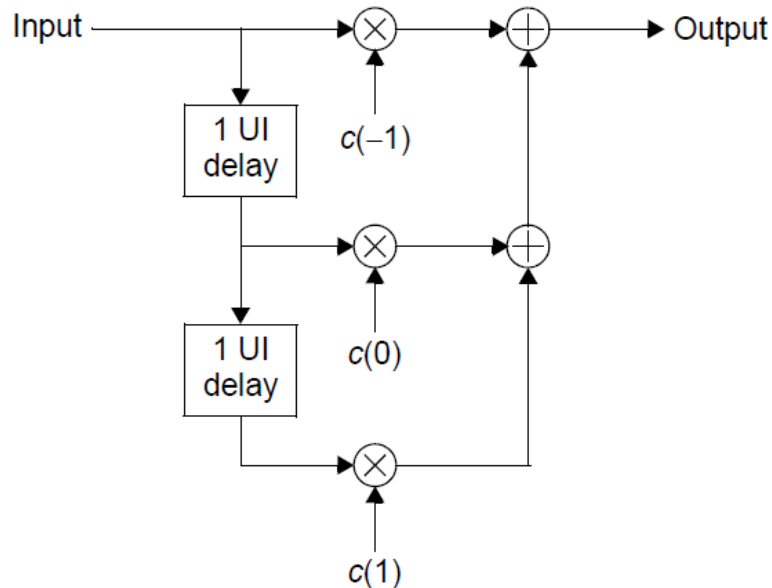 Input
Output
1 UI
delay
c(−1)
1 UI
delay
c(0)
c(1)